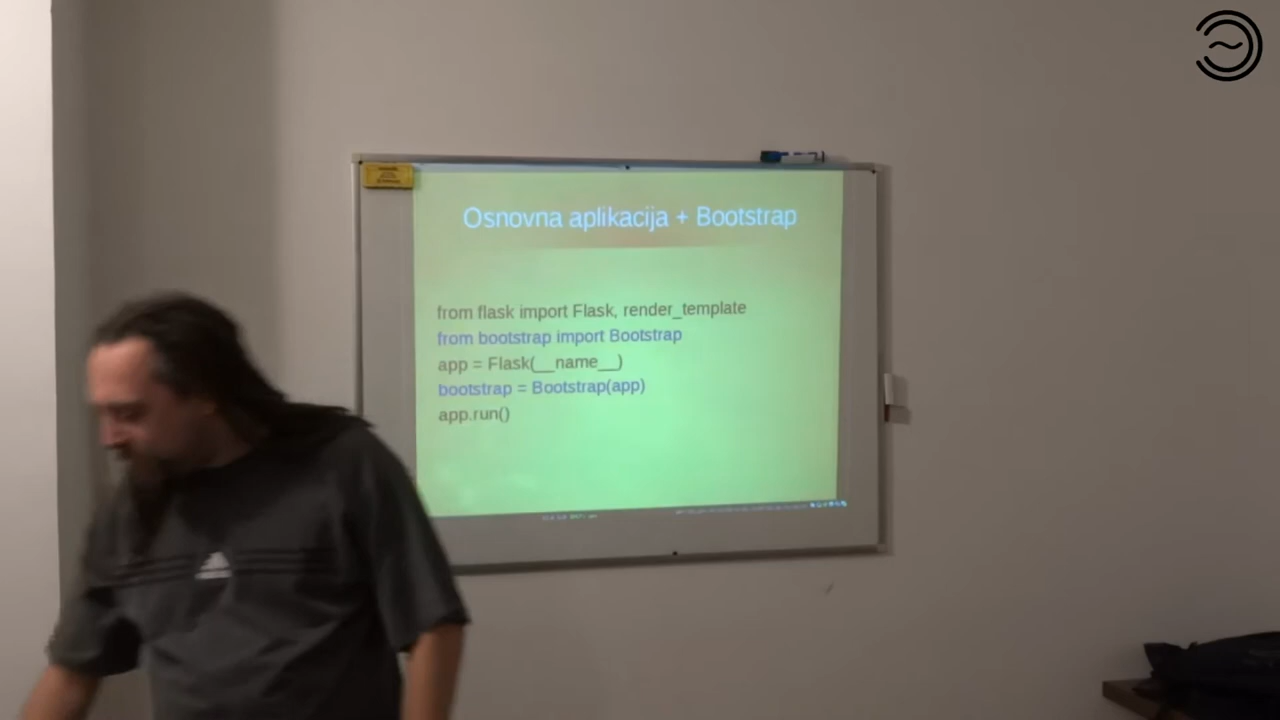 Osnovna aplikacija + Bootstrap
from flask import Flask, render_template
from bootstrap import Bootstrap
app = Flask(__name__)
bootstrap = Bootstrap(app)
app.run()